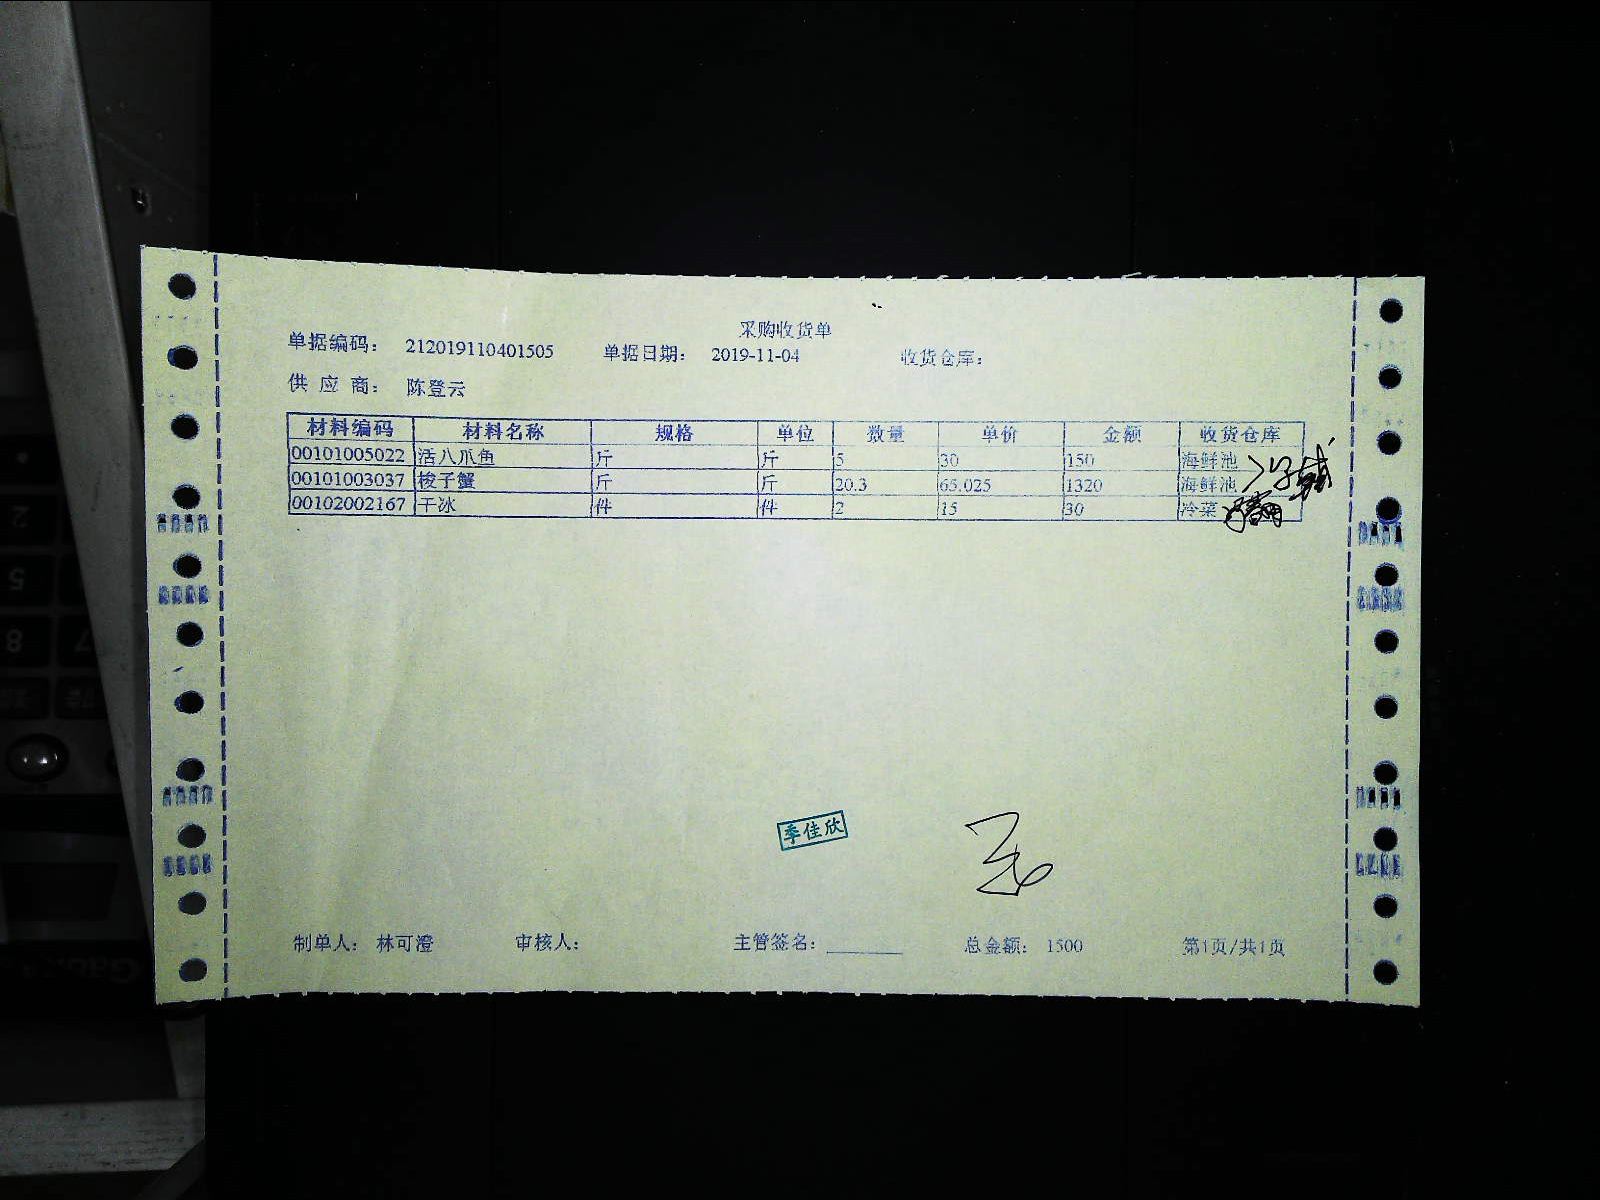 采购收货单
单据编码： 212019110401505 单据日期： 2019-11-04 收货仓库：
供 应 商： 陈登云
材料编码 材料名称 规格 单位 数量 单价 金额 收货仓库
00101005022 活八爪鱼 斤 斤 5 30 150 海鲜池
00101003037 梭子蟹 斤 斤 20.3 65.025 1320 海鲜池
00102002167 干冰 件 件 2 15 30 冷菜
季佳欣
制单人： 林可澄 审核人： 主管签名： 总金额： 1500 第1页/共1页